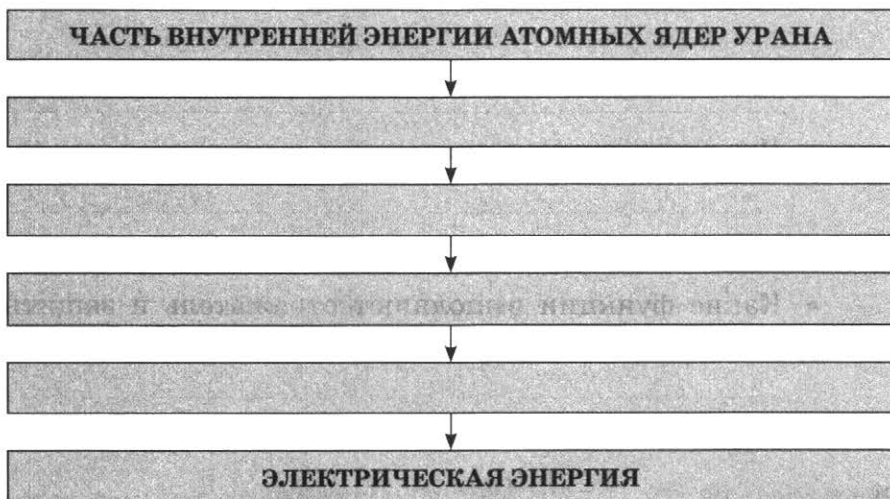 ЧАСТЬ ВНУТРЕННЕЙ ЭНЕРГИИ АТОМНЫХ ЯДЕР УРАНА
ЭЛЕКТРИЧЕСКАЯ ЭНЕРГИЯ